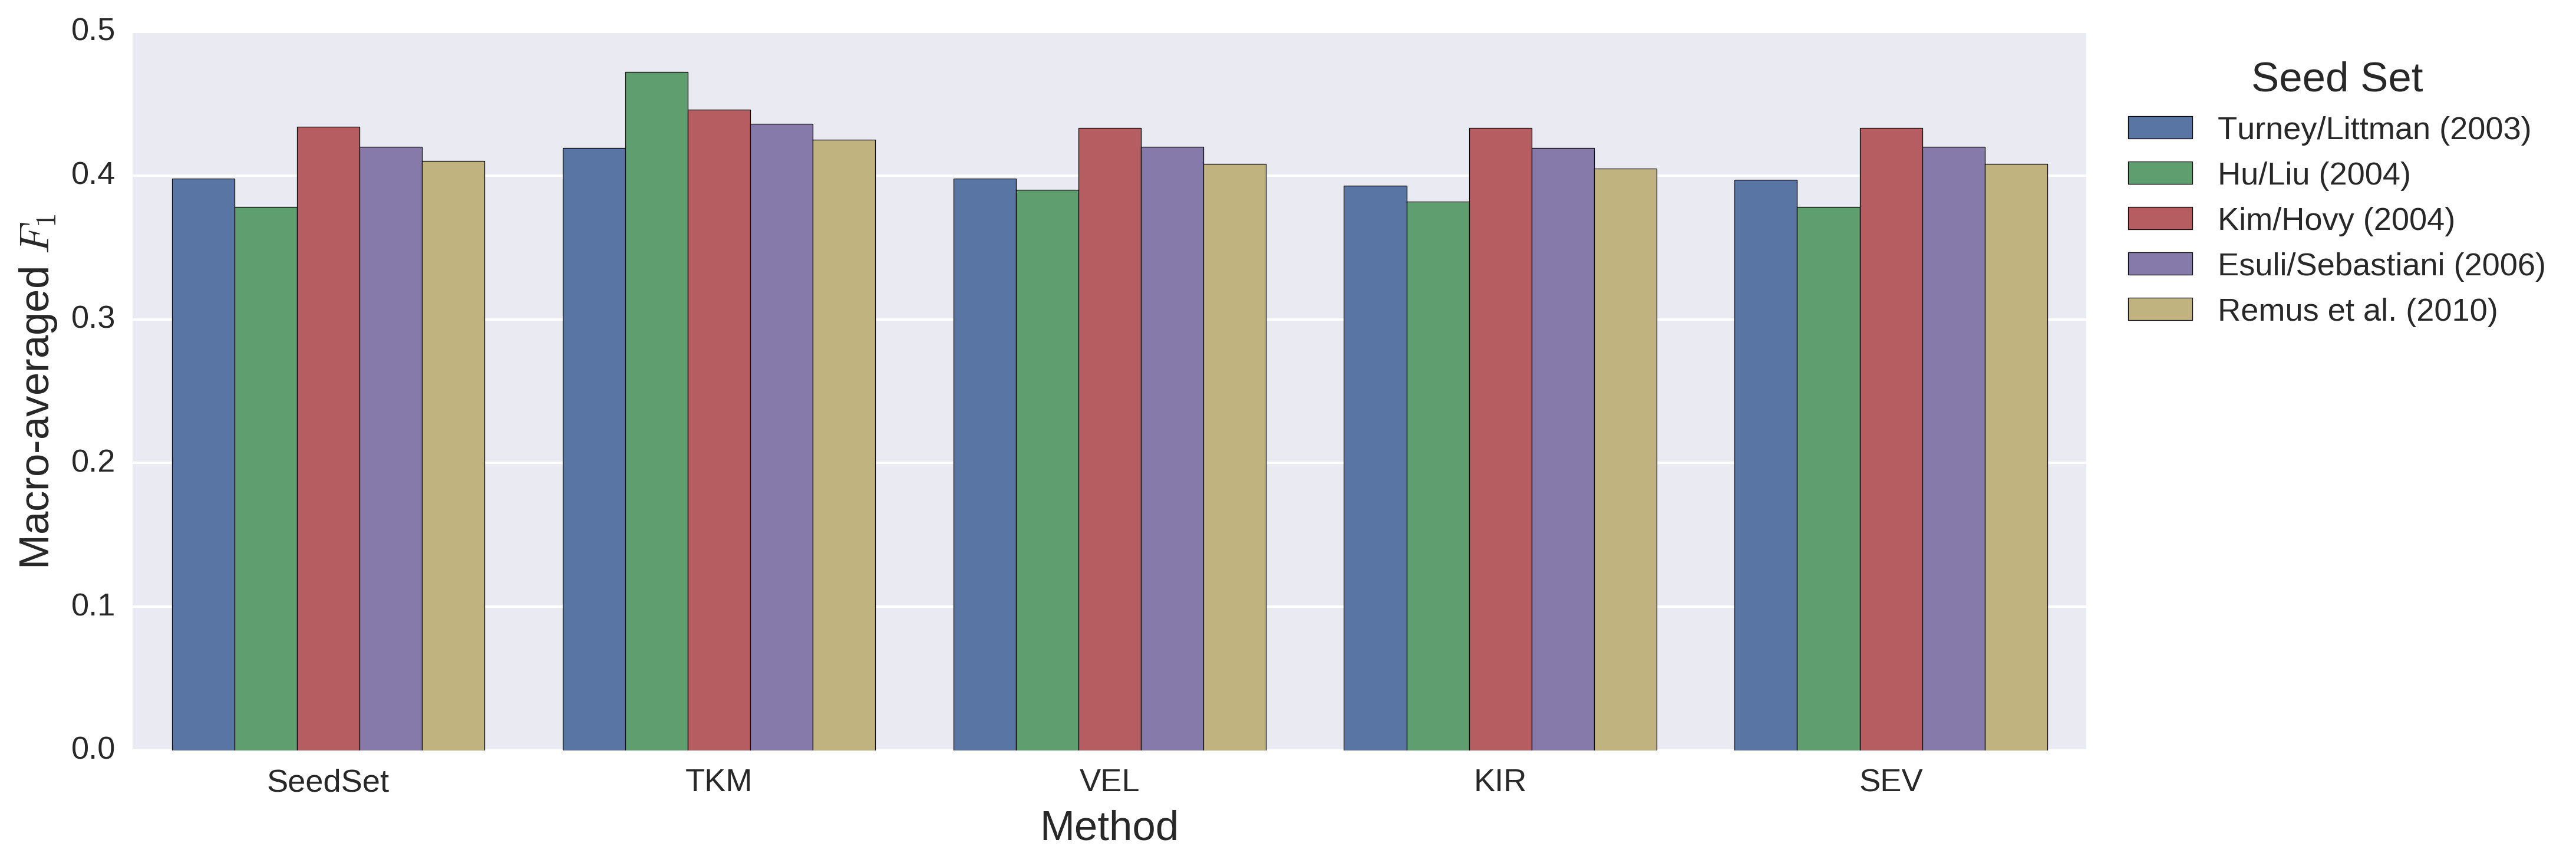 0.5
0.4
0.3
0.2
0.1
0.0
Macro-averaged F1
SeedSet
TKM
VEL
KIR
SEV
Method
Seed Set
Turney/Littman (2003)
Hu/Liu (2004)
Kim/Hovy (2004)
Esuli/Sebastiani (2006)
Remus et al. (2010)